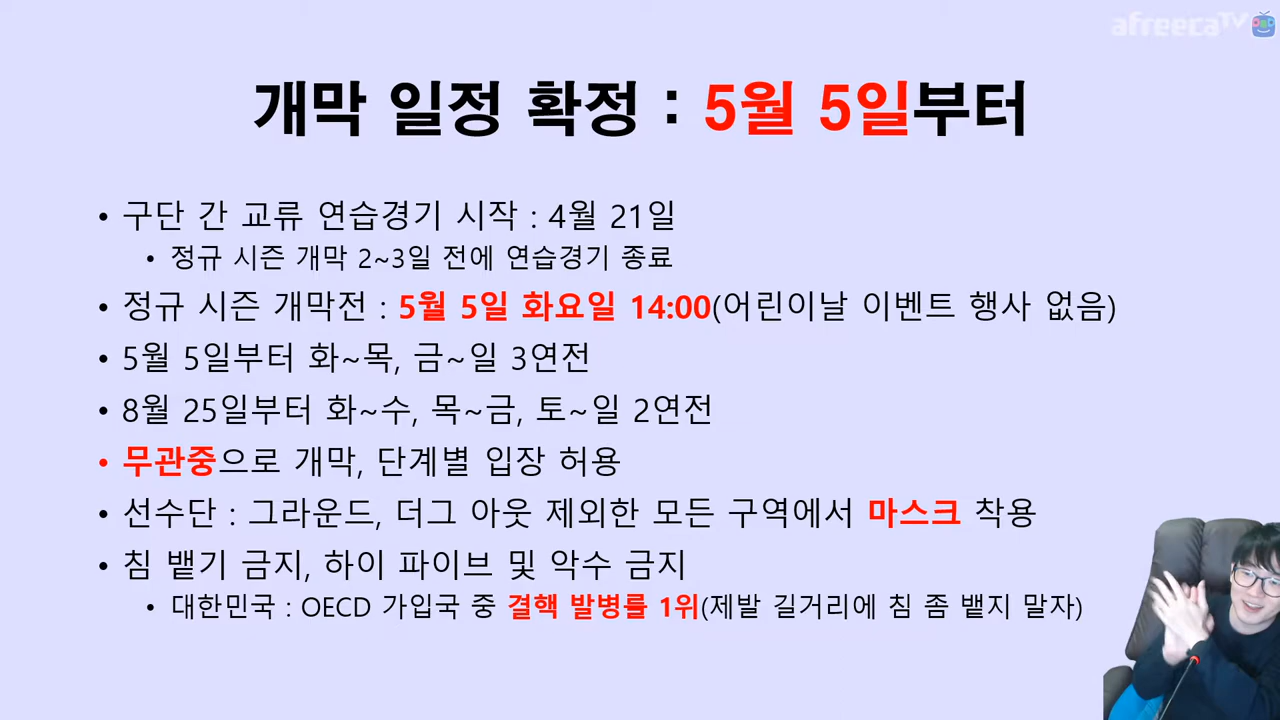 afreecaTV
개막 일정 확정 : 5월 5일부터
• 구단 간 교류 연습경기 시작 : 4월 21일
• 정규 시즌 개막 2~3일 전에 연습경기 종료
• 정규 시즌 개막전 : 5월 5일 화요일 14:00(어린이날 이벤트 행사 없음)
• 5월 5일부터 화~목, 금~일 3연전
• 8월 25일부터 화~수, 목~금, 토~일 2연전
• 무관중으로 개막, 단계별 입장 허용
• 선수단 : 그라운드, 더그 아웃 제외한 모든 구역에서 마스크 착용
• 침 뱉기 금지, 하이 파이브 및 악수 금지
• 대한민국 : OECD 가입국 중 결핵 발병률 1위(제발 길거리에 침 좀 뱉지 말자)